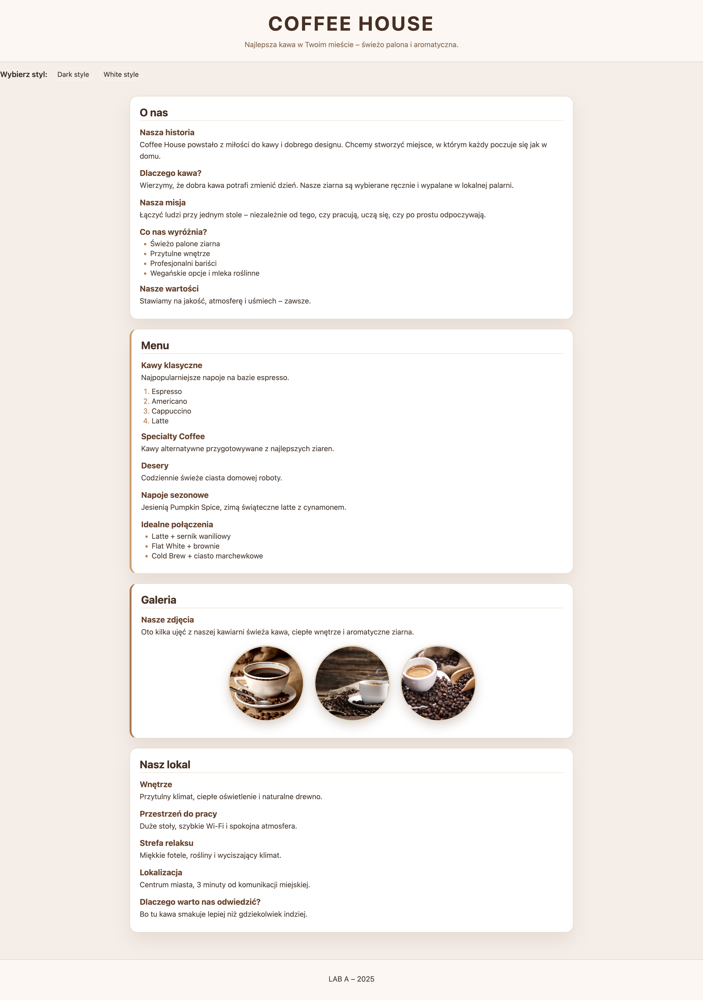 COFFEE HOUSE
Najlepsza kawa w Twoim mieście – świeżo palona i aromatyczna.
Wybierz styl: Dark style White style
O nas
Nasza historia
Coffee House powstało z miłości do kawy i dobrego designu. Chcemy stworzyć miejsce, w którym każdy poczuje się jak w
domu.
Dlaczego kawa?
Wierzymy, że dobra kawa potrafi zmienić dzień. Nasze ziarna są wybierane ręcznie i wypalane w lokalnej palarni.
Nasza misja
Łączyć ludzi przy jednym stole – niezależnie od tego, czy pracują, uczą się, czy po prostu odpoczywają.
Co nas wyróżnia?
• Świeżo palone ziarna
• Przytulne wnętrze
• Profesjonalni bariści
• Wegańskie opcje i mleka roślinne
Nasze wartości
Stawiamy na jakość, atmosferę i uśmiech – zawsze.
Menu
Kawy klasyczne
Najpopularniejsze napoje na bazie espresso.
1. Espresso
2. Americano
3. Cappuccino
4. Latte
Specialty Coffee
Kawy alternatywne przygotowywane z najlepszych ziaren.
Desery
Codziennie świeże ciasta domowej roboty.
Napoje sezonowe
Jesienią Pumpkin Spice, zimą świąteczne latte z cynamonem.
Idealne połączenia
• Latte + sernik waniliowy
• Flat White + brownie
• Cold Brew + ciasto marchewkowe
Galeria
Nasze zdjęcia
Oto kilka ujęć z naszej kawiarni świeża kawa, ciepłe wnętrze i aromatyczne ziarna.
Nasz lokal
Wnętrze
Przytulny klimat, ciepłe oświetlenie i naturalne drewno.
Przestrzeń do pracy
Duże stoły, szybkie Wi-Fi i spokojna atmosfera.
Strefa relaksu
Miękkie fotele, rośliny i wyciszający klimat.
Lokalizacja
Centrum miasta, 3 minuty od komunikacji miejskiej.
Dlaczego warto nas odwiedzić?
Bo tu kawa smakuje lepiej niż gdziekolwiek indziej.
LAB A – 2025